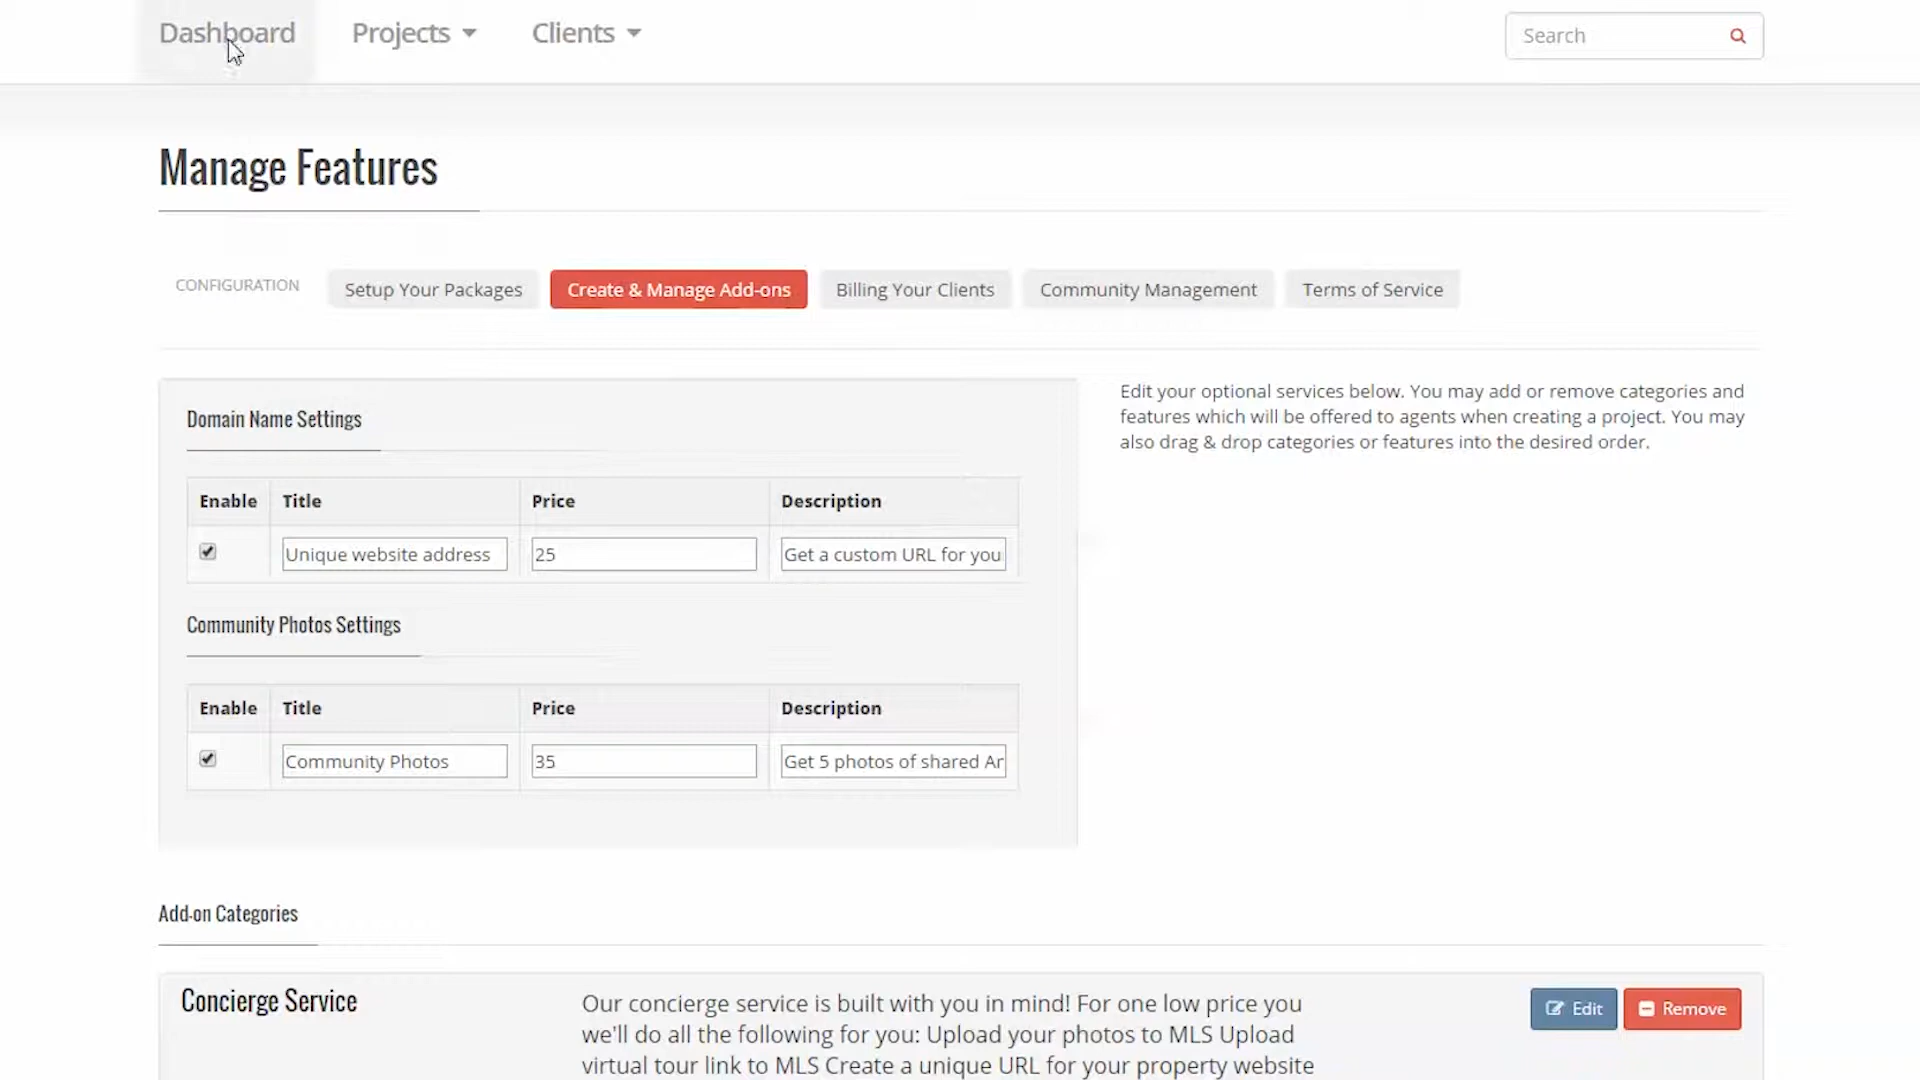 Dashboard Projects Clients Search
Manage Features
CONFIGURATION Setup Your Packages Create & Manage Add-ons Billing Your Clients Community Management Terms of Service
Domain Name Settings
Edit your optional services below. You may add or remove categories and
features which will be offered to agents when creating a project. You may
also drag & drop categories or features into the desired order.
Enable Title Price Description
Unique website address 25 Get a custom URL for you
Community Photos Settings
Enable Title Price Description
Community Photos 35 Get 5 photos of shared Ar
Add-on Categories
Concierge Service
Our concierge service is built with you in mind! For one low price you
we'll do all the following for you: Upload your photos to MLS Upload
virtual tour link to MLS Create a unique URL for your property website
Edit Remove